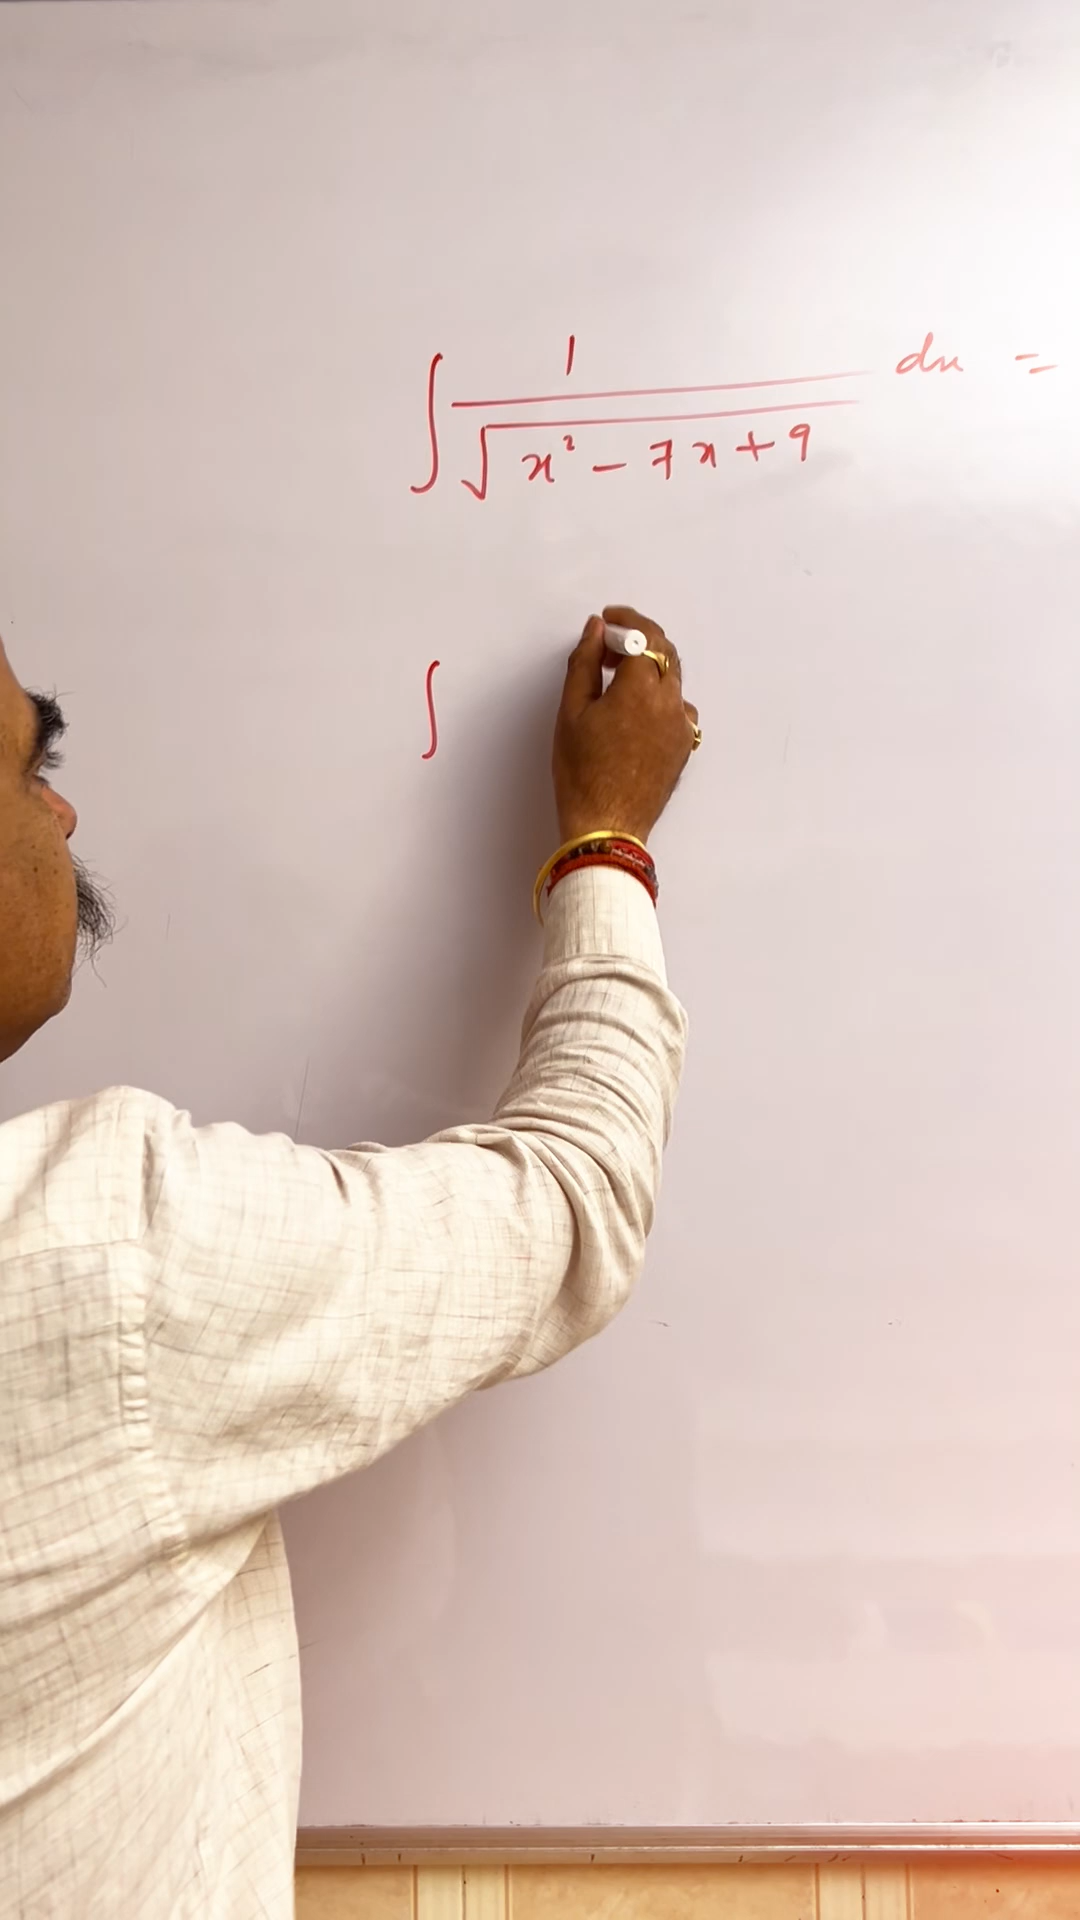 ∫ 1/√(x² - 7x + 9) dx =
∫